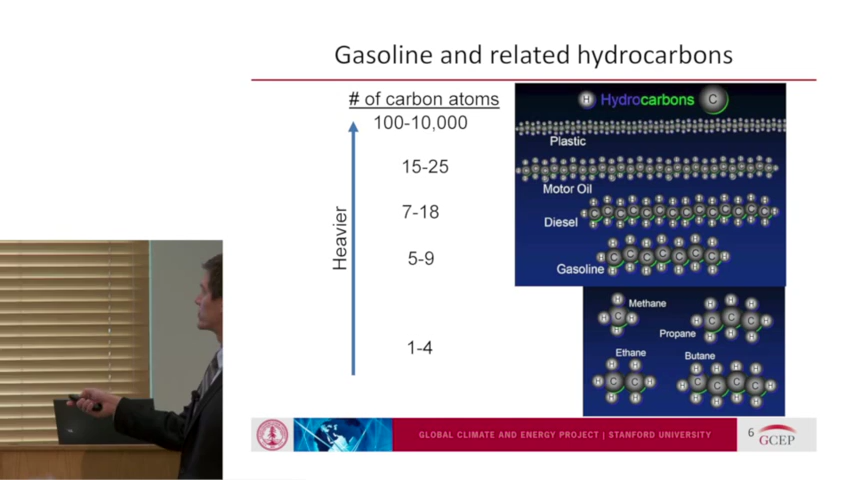 Gasoline and related hydrocarbons
# of carbon atoms
100-10,000
15-25
7-18
5-9
1-4
Heavier
H Hydrocarbons C
Plastic
Motor Oil
Diesel
Gasoline
Methane
Propane
Ethane
Butane
GLOBAL CLIMATE AND ENERGY PROJECT | STANFORD UNIVERSITY
6
GCEP